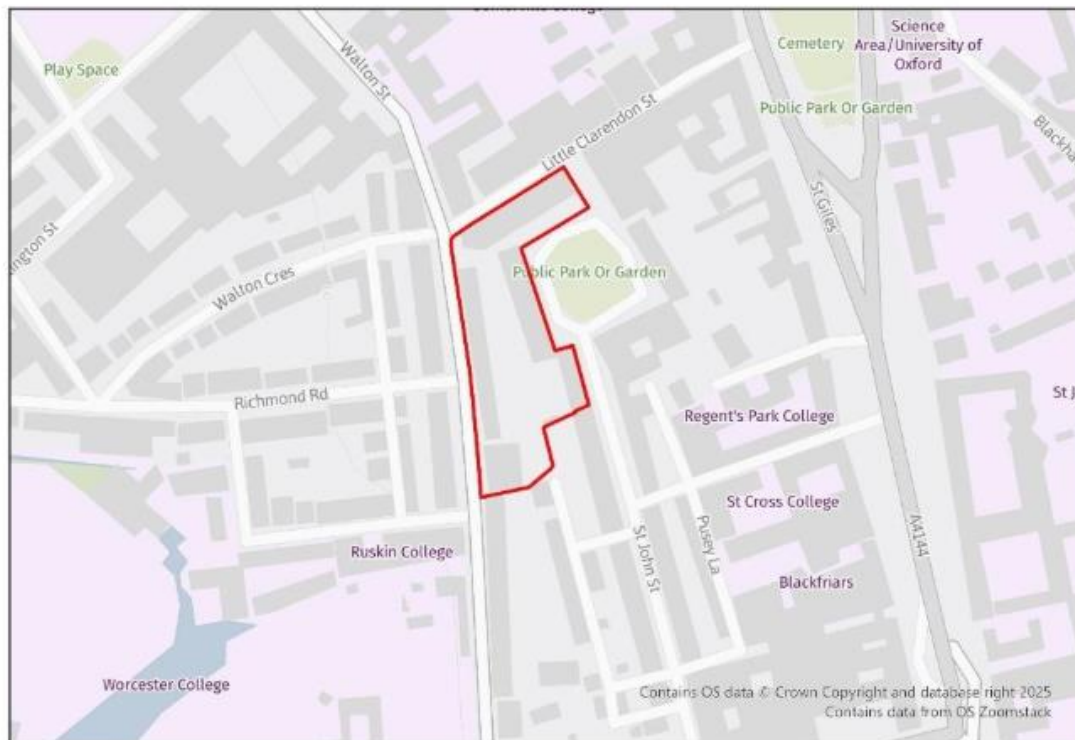 Walton St
Play Space
Cemetery
Science
Area/University of
Oxford
Public Park Or Garden
Little Clarendon St
St Giles
Walton Cres
Public Park Or Garden
Richmond Rd
Regent's Park College
St Cross College
Pusey La
St John St
A4144
Ruskin College
Blackfriars
Worcester College
Contains OS data © Crown Copyright and database right 2025
Contains data from OS Zoomstack